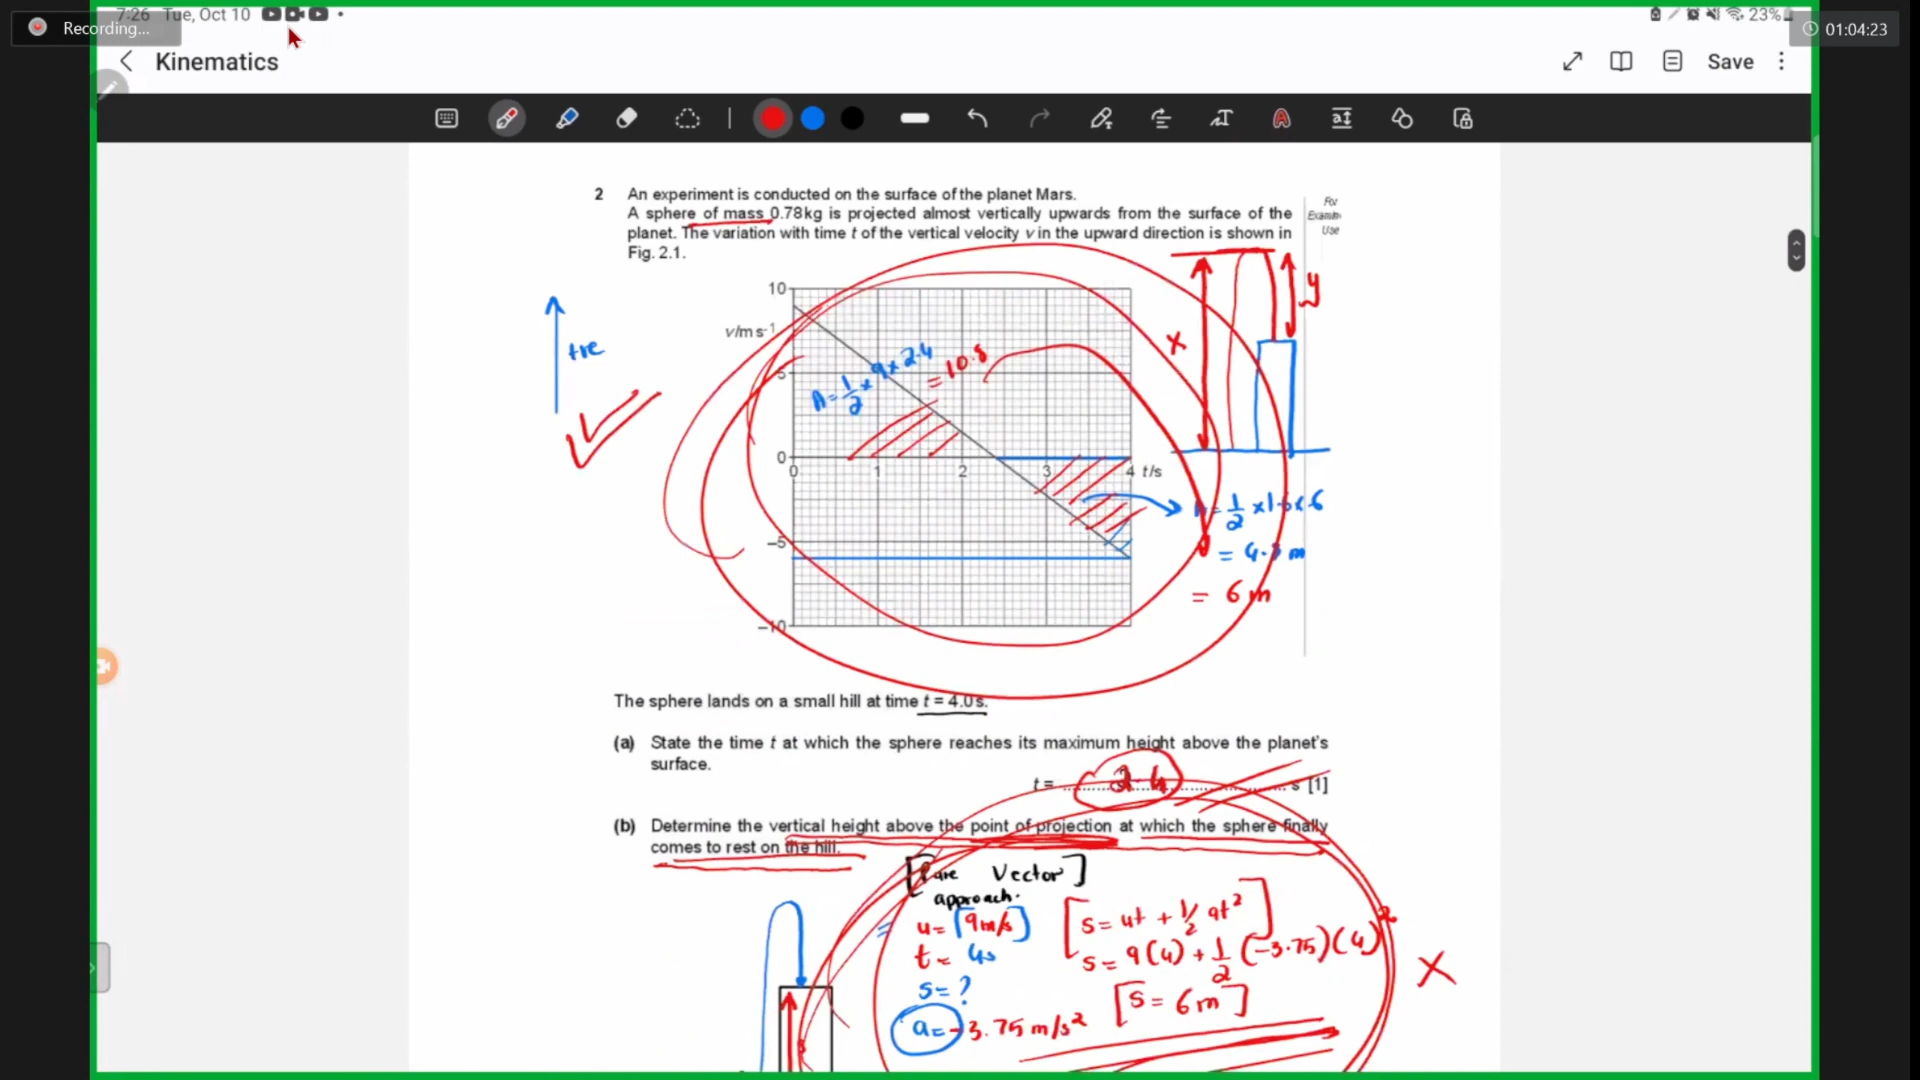 7:26 Tue, Oct 10
23%
Recording...
01:04:23
Kinematics
Save
2 An experiment is conducted on the surface of the planet Mars.
A sphere of mass 0.78kg is projected almost vertically upwards from the surface of the
planet. The variation with time t of the vertical velocity v in the upward direction is shown in
Fig. 2.1.
For
Examin
Use
10
v/m s-1
5
0
-5
-10
0 1 2 3 4 t/s
+ve
A = 1/2 × 9 × 2.4
= 10.8
x
y
= 1/2 × 1.6 × 6
= 6 m
The sphere lands on a small hill at time t = 4.0s.
(a) State the time t at which the sphere reaches its maximum height above the planet's
surface.
t = 2.4 s [1]
(b) Determine the vertical height above the point of projection at which the sphere finally
comes to rest on the hill.
[Pure Vector]
approach.
u = [9m/s]
t = 4s
s = ?
a = -3.75 m/s²
[s = ut + 1/2 at²]
s = 9(4) + 1/2 (-3.75)(4)²
[s = 6m]